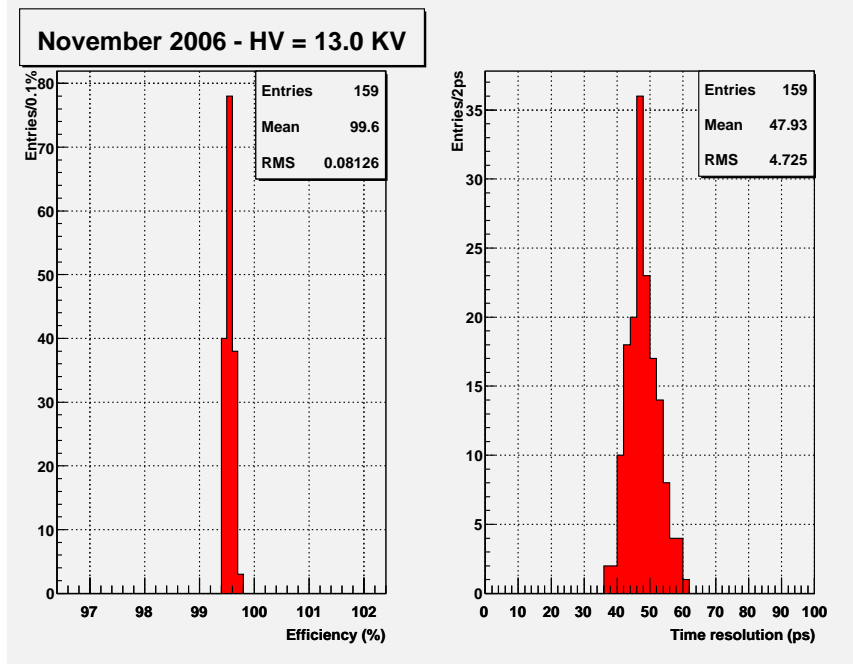 November 2006 - HV = 13.0 KV
Entries/0.1%
80
70
60
50
40
30
20
10
0
97 98 99 100 101 102
Efficiency (%)
Entries 159
Mean 99.6
RMS 0.08126
Entries/2ps
35
30
25
20
15
10
5
0
0 10 20 30 40 50 60 70 80 90 100
Time resolution (ps)
Entries 159
Mean 47.93
RMS 4.725